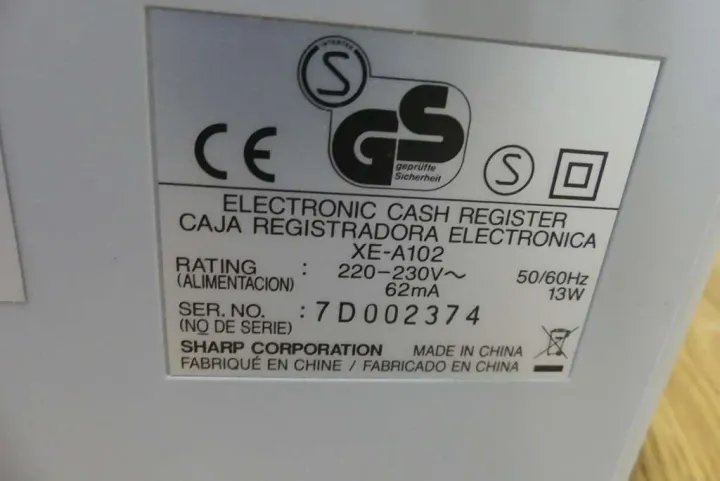 INTERTEK
S
GS
geprüfte
Sicherheit
CE
S
ELECTRONIC CASH REGISTER
CAJA REGISTRADORA ELECTRONICA
XE-A102
RATING : 220-230V~ 50/60Hz
(ALIMENTACION) 62mA 13W
SER. NO. : 7D002374
(NO DE SERIE)
SHARP CORPORATION MADE IN CHINA
FABRIQUÉ EN CHINE / FABRICADO EN CHINA